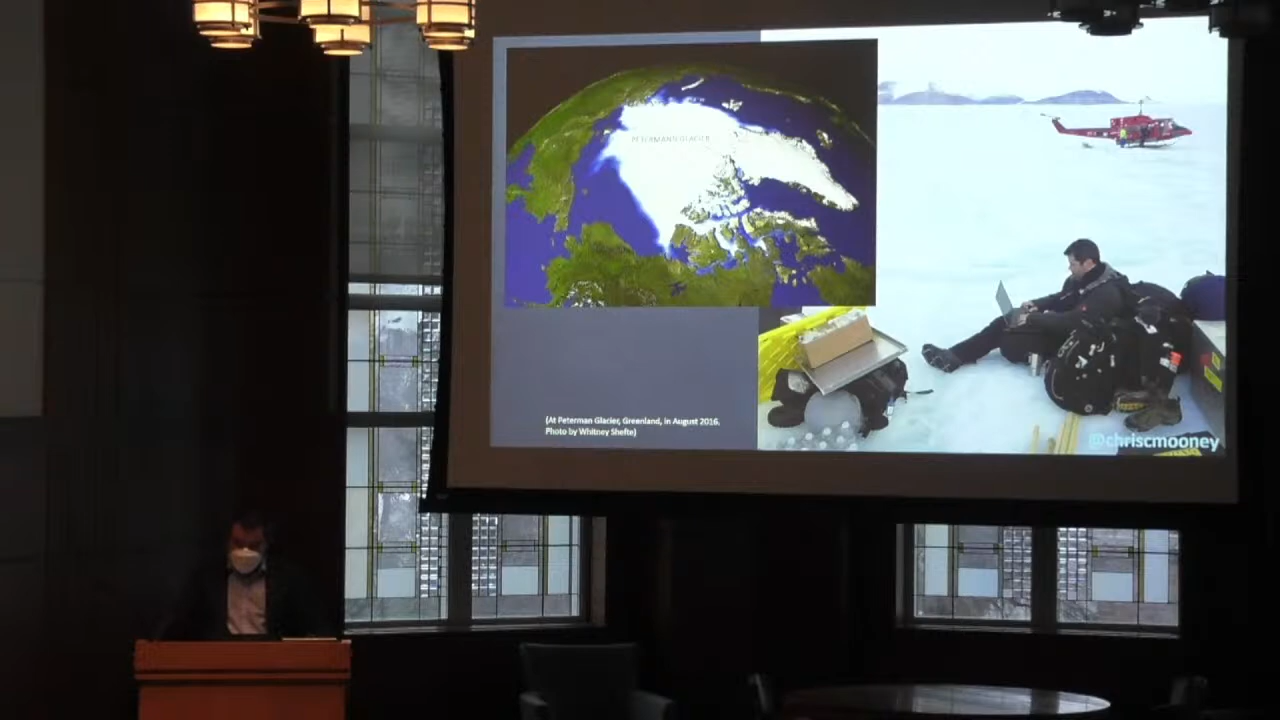 PETERMANN GLACIER
(At Peterman Glacier, Greenland, in August 2016.
Photo by Whitney Shefte)
@chriscmooney